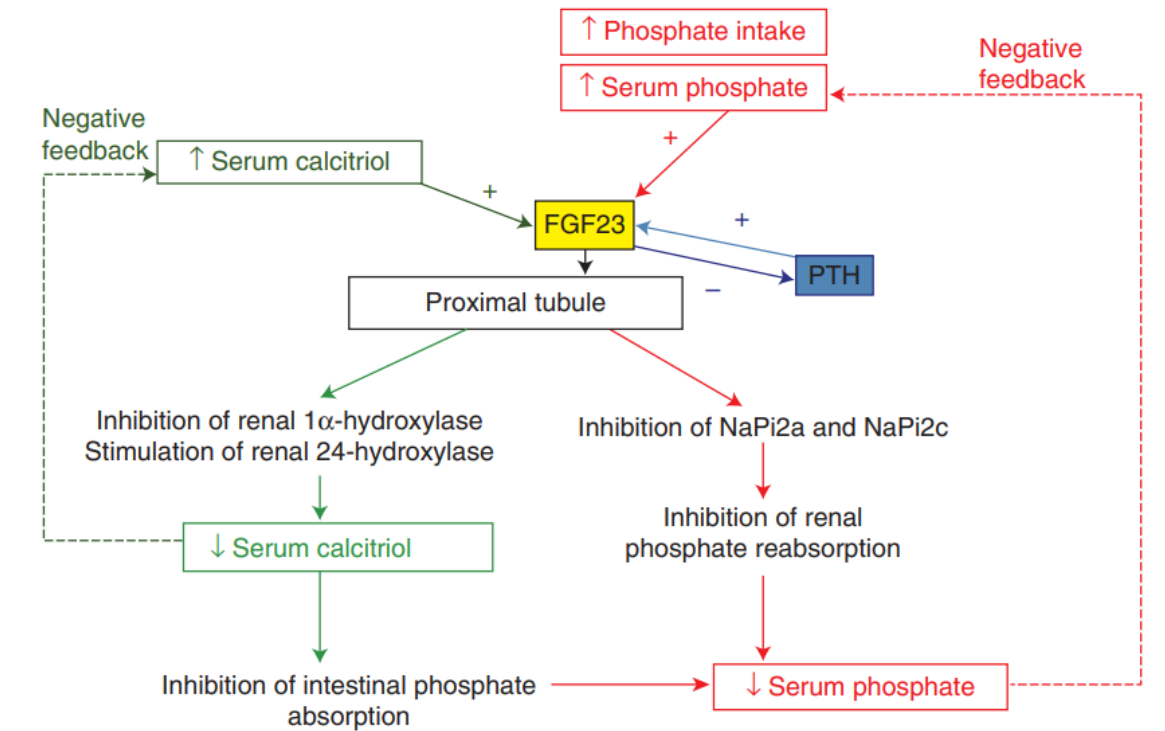 ↑ Phosphate intake
↑ Serum phosphate
Negative
feedback
Negative
feedback
↑ Serum calcitriol
+
+
FGF23
+
PTH
–
Proximal tubule
Inhibition of renal 1α-hydroxylase
Stimulation of renal 24-hydroxylase
Inhibition of NaPi2a and NaPi2c
↓ Serum calcitriol
Inhibition of renal
phosphate reabsorption
Inhibition of intestinal phosphate
absorption
↓ Serum phosphate